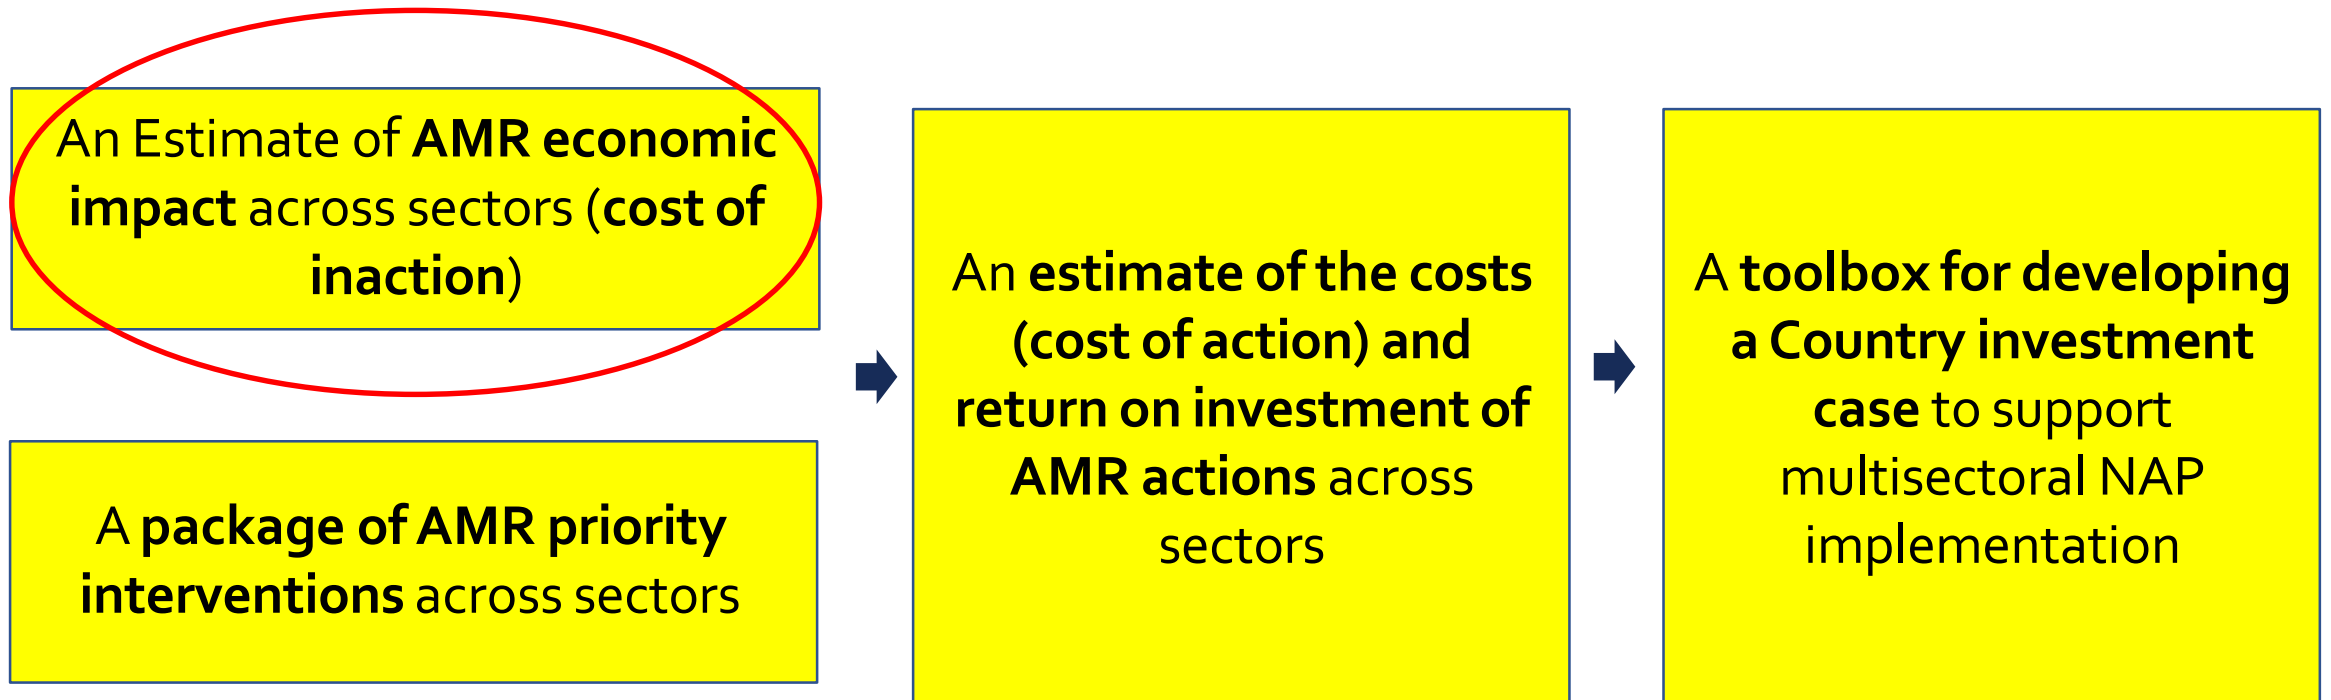 An Estimate of AMR economic
impact across sectors (cost of
inaction)
A package of AMR priority
interventions across sectors
An estimate of the costs
(cost of action) and
return on investment of
AMR actions across
sectors
A toolbox for developing
a Country investment
case to support
multisectoral NAP
implementation